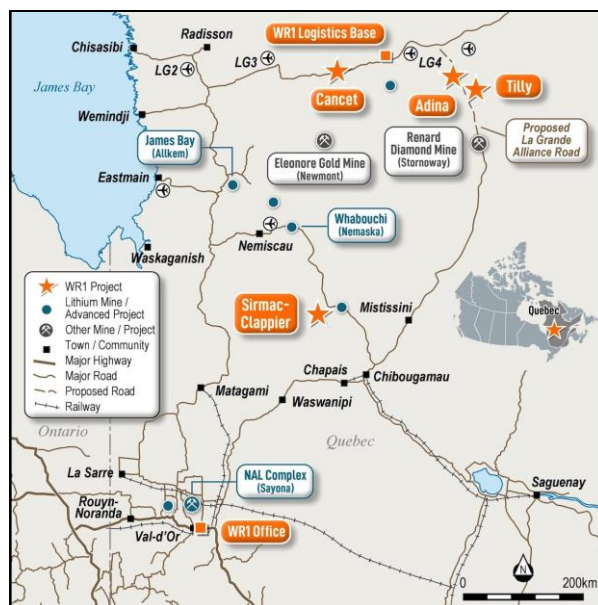 Radisson
WR1 Logistics Base
Chisasibi
LG2
LG3
LG4
James Bay
Cancet
Adina
Tilly
Wemindji
James Bay
(Allkem)
Eleonore Gold Mine
(Newmont)
Renard
Diamond Mine
(Stornoway)
Proposed
La Grande
Alliance Road
Eastmain
Whabouchi
(Nemaska)
Nemiscau
Waskaganish
WR1 Project
Lithium Mine /
Advanced Project
Other Mine / Project
Town / Community
Major Highway
Major Road
Proposed Road
Railway
Sirmac-
Clappier
Mistissini
Quebec
Chapais
Chibougamau
Matagami
Waswanipi
Ontario
Quebec
La Sarre
NAL Complex
(Sayona)
Saguenay
Rouyn-
Noranda
Val-d'Or
WR1 Office
N
0
200km